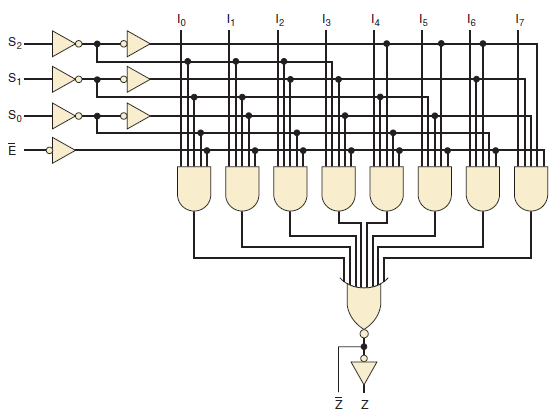 I₀ I₁ I₂ I₃ I₄ I₅ I₆ I₇
S₂
S₁
S₀
E̅
Z̅ Z